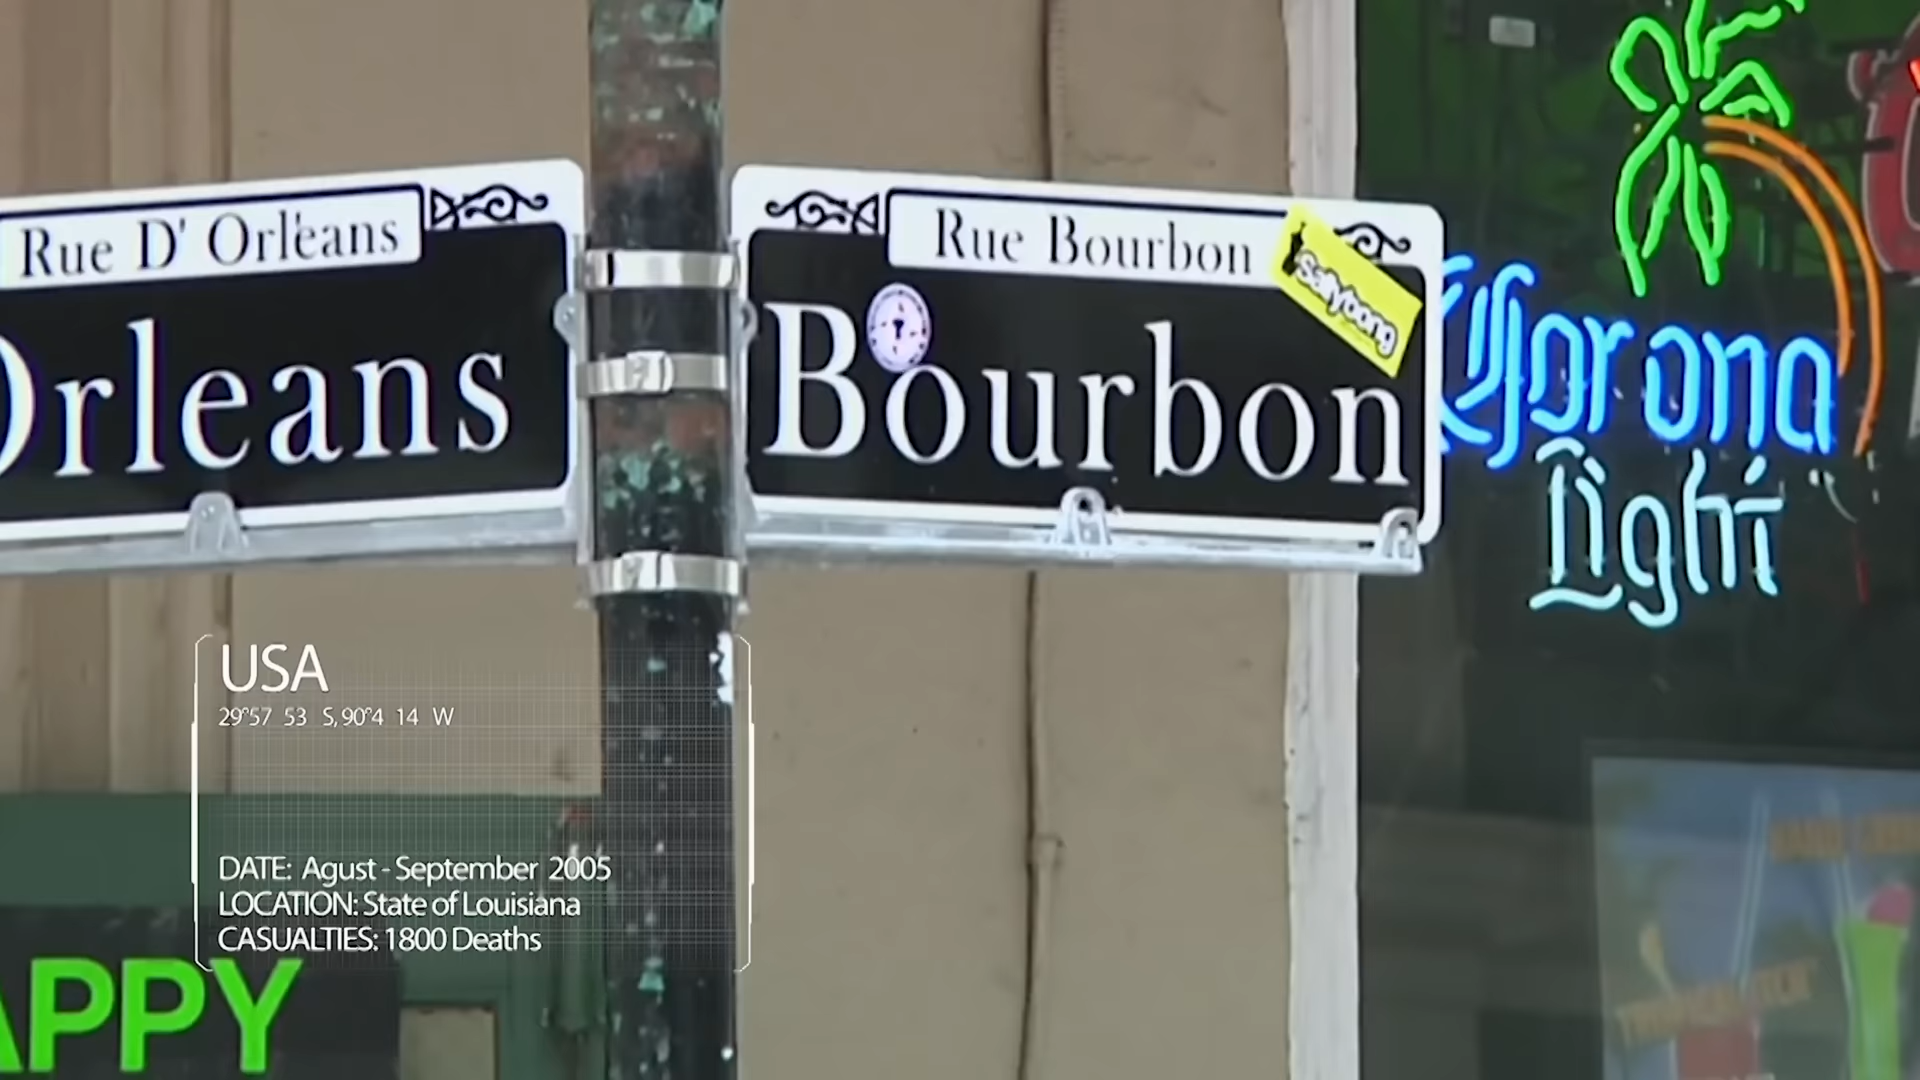 Rue D' Orleans
Orleans
Rue Bourbon
Bourbon
sallyoong
Corona
Light
USA
29°57 53 S, 90°4 14 W
DATE: Agust - September 2005
LOCATION: State of Louisiana
CASUALTIES: 1800 Deaths
APPY